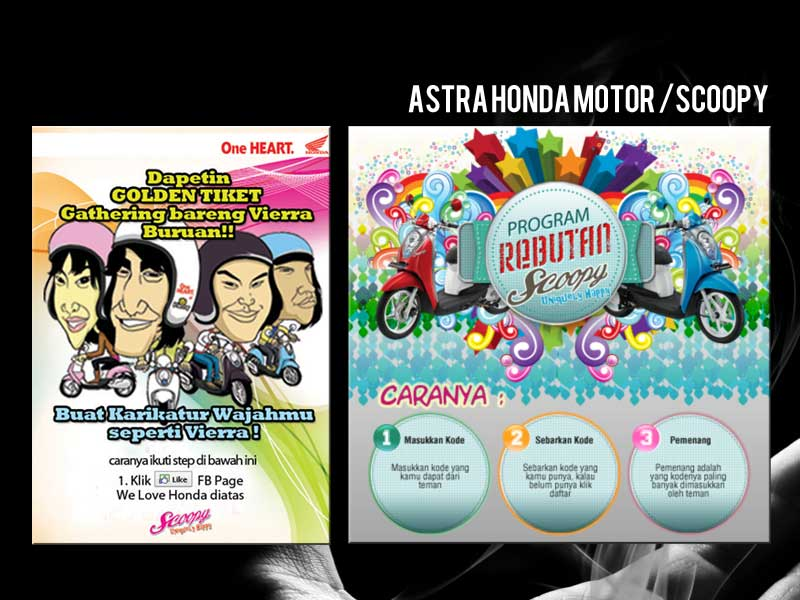 ASTRA HONDA MOTOR / SCOOPY
One HEART.
HONDA
Dapetin
GOLDEN TIKET
Gathering bareng Vierra
Buruan!!
One
HEART.
Buat Karikatur Wajahmu
seperti Vierra !
caranya ikuti step di bawah ini
1. Klik Like FB Page
We Love Honda diatas
Scoopy
Uniquely Happy
PROGRAM
REBUTAN
Scoopy
Uniquely Happy
CARANYA :
1 Masukkan Kode
Masukkan kode yang
kamu dapat dari
teman
2 Sebarkan Kode
Sebarkan kode yang
kamu punya, kalau
belum punya klik
daftar
3 Pemenang
Pemenang adalah
yang kodenya paling
banyak dimasukkan
oleh teman